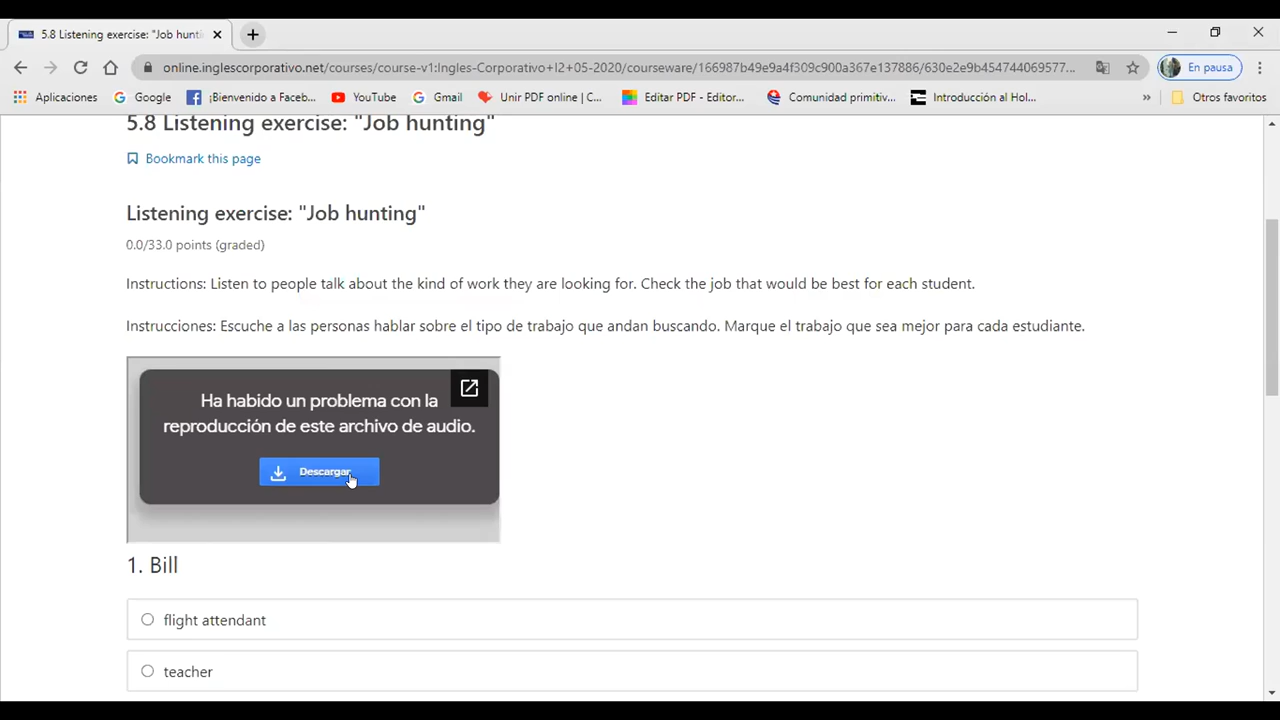 5.8 Listening exercise: "Job hunti
online.inglescorporativo.net/courses/course-v1:Ingles-Corporativo+I2+05-2020/courseware/166987b49e9a4f309c900a367e137886/630e2e9b454744069577...
En pausa
Aplicaciones Google ¡Bienvenido a Faceb... YouTube Gmail Unir PDF online | C... Editar PDF - Editor... Comunidad primitiv... Introducción al Hol... » Otros favoritos
5.8 Listening exercise: "Job hunting"
Bookmark this page
Listening exercise: "Job hunting"
0.0/33.0 points (graded)
Instructions: Listen to people talk about the kind of work they are looking for. Check the job that would be best for each student.
Instrucciones: Escuche a las personas hablar sobre el tipo de trabajo que andan buscando. Marque el trabajo que sea mejor para cada estudiante.
Ha habido un problema con la
reproducción de este archivo de audio.
Descargar
1. Bill
flight attendant
teacher